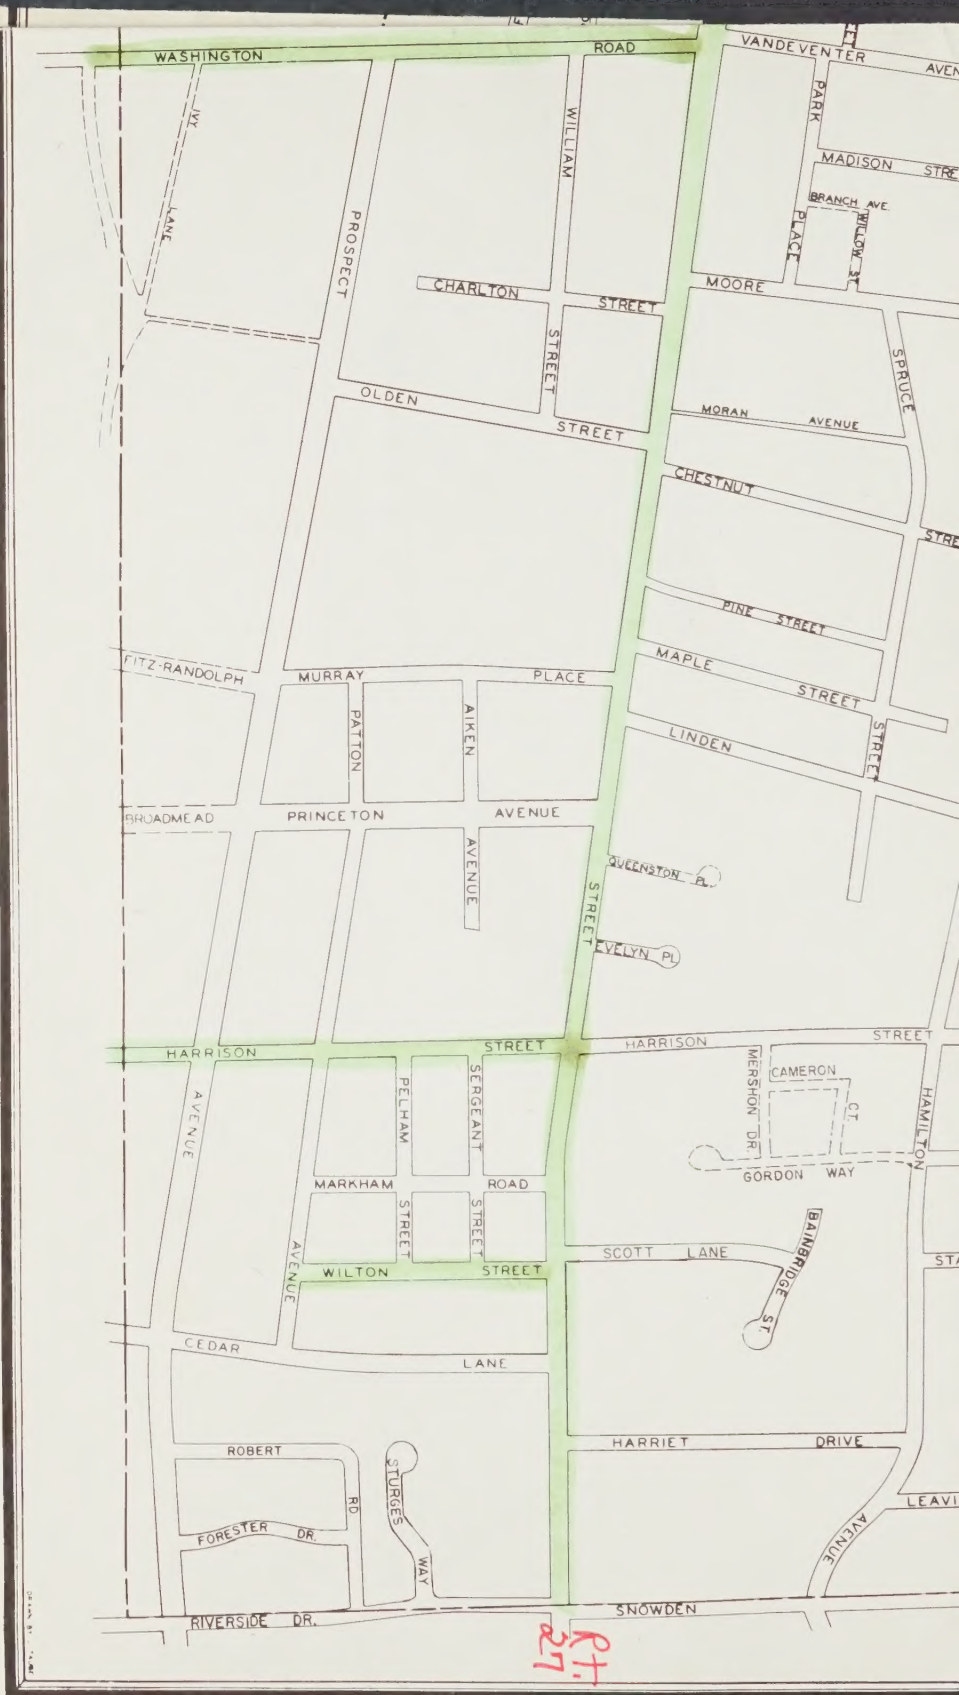 WASHINGTON ROAD
VANDEVENTER AVEN
IVY LANE
PROSPECT
WILLIAM STREET
PARK PLACE
MADISON STRE
BRANCH AVE.
WILLOW ST
CHARLTON STREET
MOORE
SPRUCE
OLDEN STREET
MORAN AVENUE
CHESTNUT STRE
PINE STREET
MAPLE STREET
FITZ-RANDOLPH
MURRAY PLACE
PATTON
AIKEN
LINDEN
STREET
BROADMEAD
PRINCETON AVENUE
AVENUE
STREET
QUEENSTON PL.
EVELYN PL
HARRISON STREET
HARRISON STREET
AVENUE
PELHAM STREET
SERGEANT STREET
MERSHON DR.
CAMERON CT.
HAMILTON
GORDON WAY
MARKHAM ROAD
BAINBRIDGE ST.
SCOTT LANE
STA
AVENUE
WILTON STREET
CEDAR LANE
HARRIET DRIVE
ROBERT RD
STURGES WAY
LEAVI
AVENUE
FORESTER DR.
RIVERSIDE DR.
SNOWDEN
Rt.
27